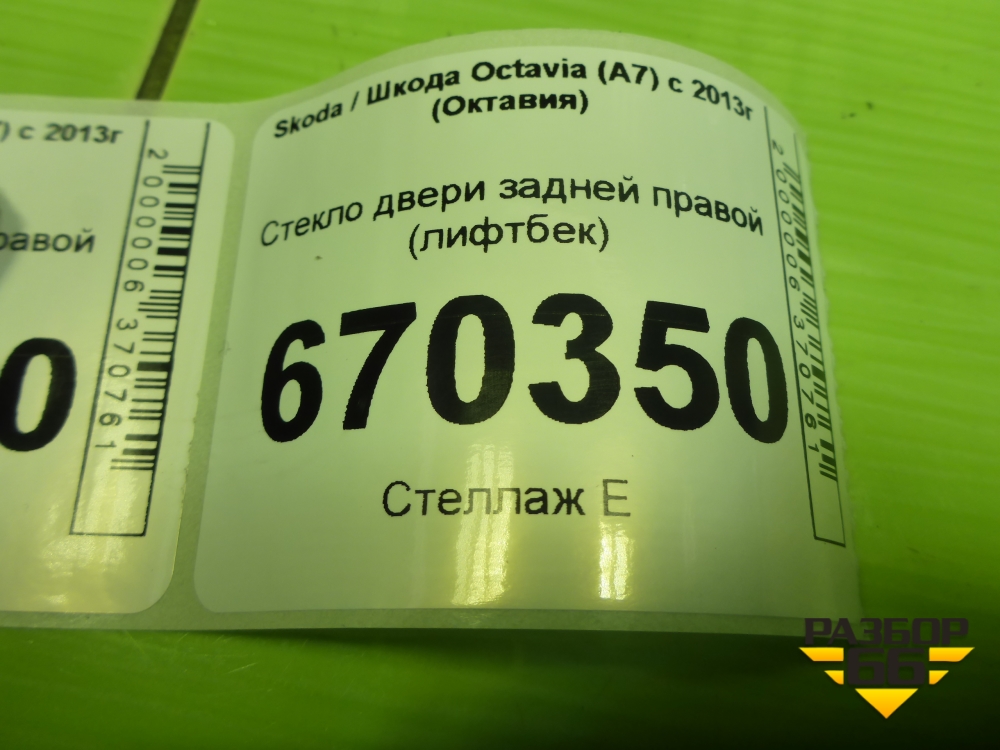 ) с 2013г
равой
0
2000006370761
Skoda / Шкода Octavia (A7) с 2013г
(Октавия)
Стекло двери задней правой
(лифтбек)
670350
Стеллаж Е
2000006370761
РАЗБОР
66